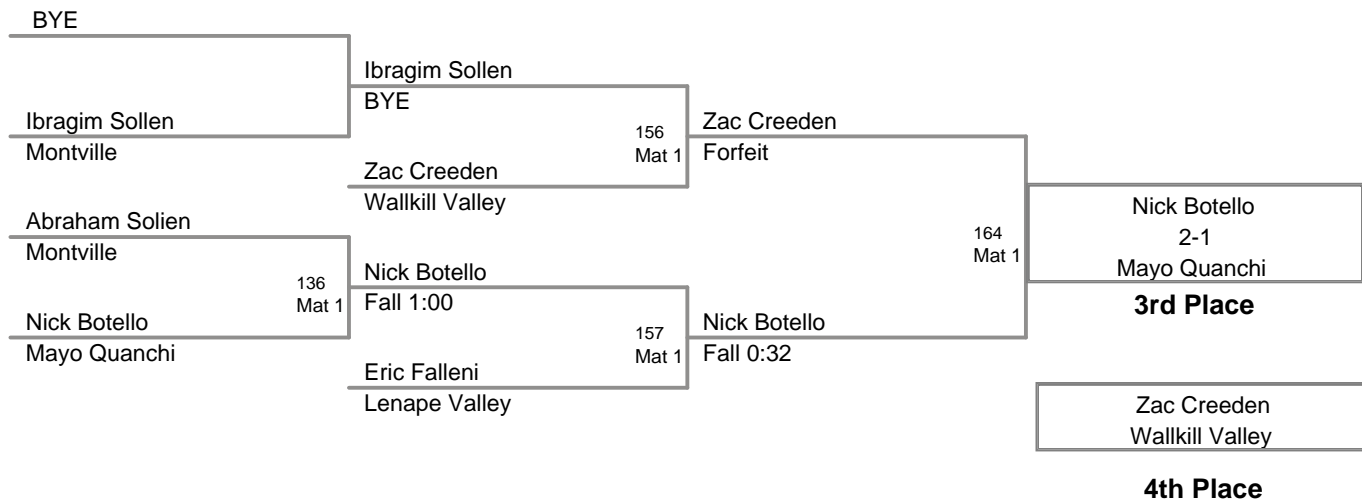 BYE
Ibragim Sollen
BYE
Ibragim Sollen
Montville
156
Mat 1
Zac Creeden
Forfeit
Zac Creeden
Wallkill Valley
Abraham Solien
Montville
136
Mat 1
Nick Botello
Fall 1:00
Nick Botello
Mayo Quanchi
157
Mat 1
Nick Botello
Fall 0:32
Eric Falleni
Lenape Valley
164
Mat 1
Nick Botello
2-1
Mayo Quanchi
3rd Place
Zac Creeden
Wallkill Valley
4th Place